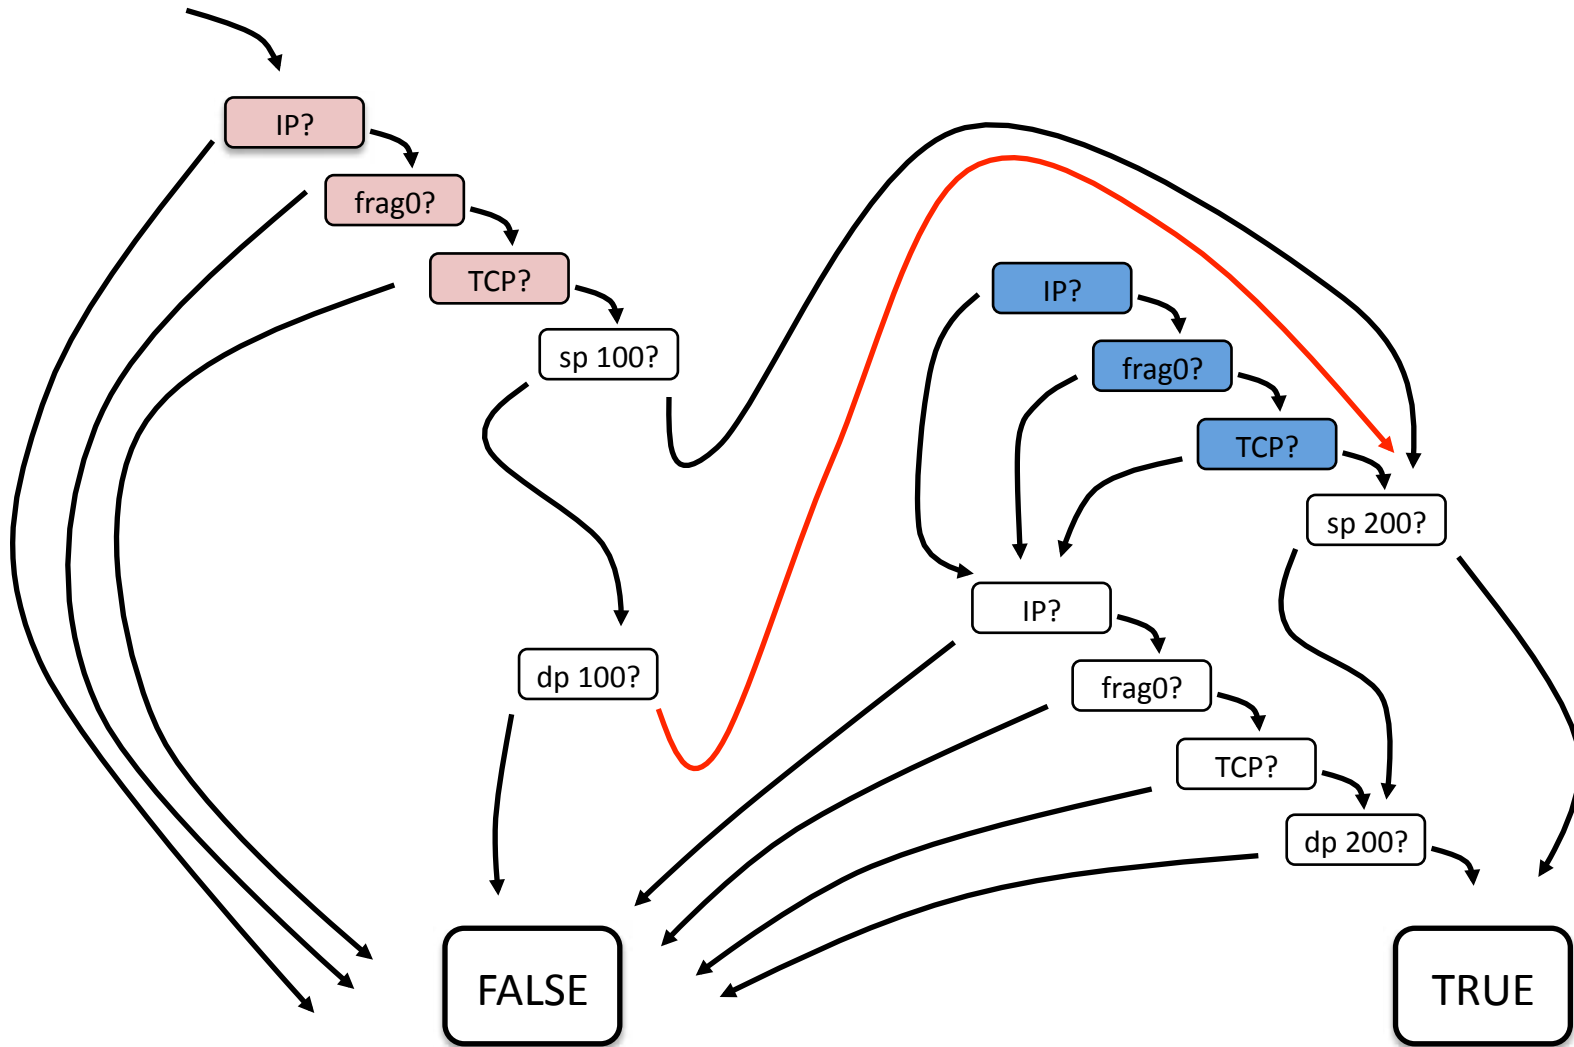 IP?
frag0?
TCP?
sp 100?
dp 100?
IP?
frag0?
TCP?
sp 200?
IP?
frag0?
TCP?
dp 200?
FALSE
TRUE